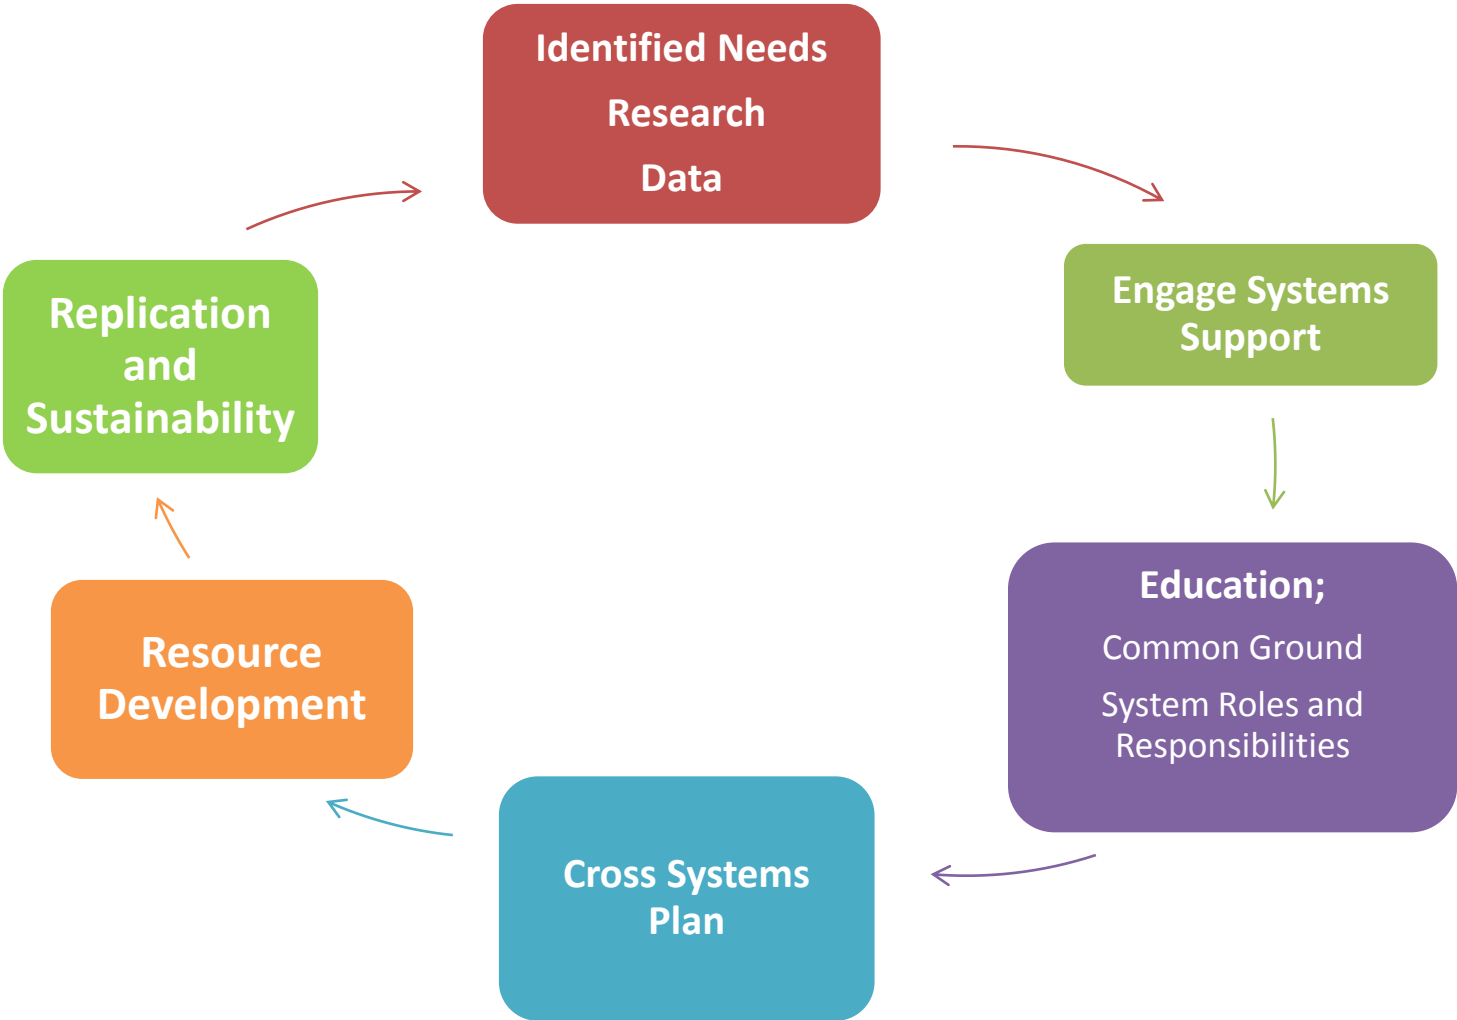 Identified Needs
Research
Data
Engage Systems
Support
Education;
Common Ground
System Roles and
Responsibilities
Cross Systems
Plan
Resource
Development
Replication
and
Sustainability